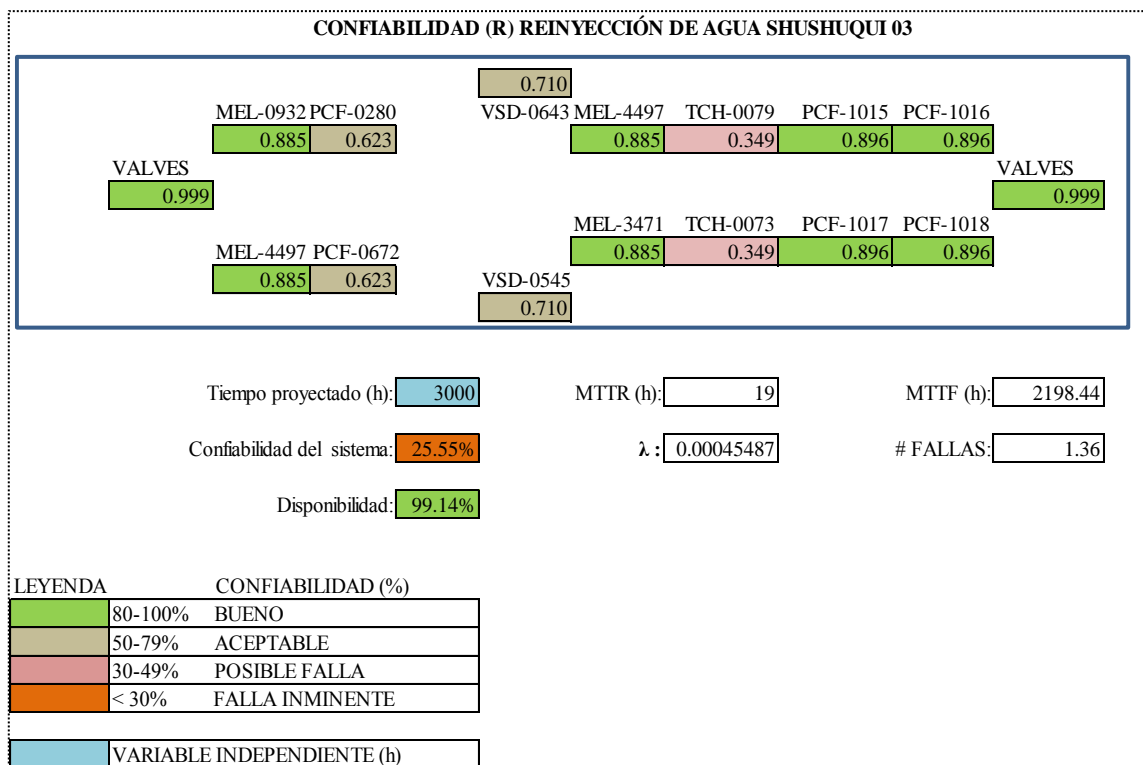 CONFIABILIDAD (R) REINYECCIÓN DE AGUA SHUSHUQUI 03
0.710
MEL-0932 PCF-0280 VSD-0643 MEL-4497 TCH-0079 PCF-1015 PCF-1016
0.885 0.623 0.885 0.349 0.896 0.896
VALVES VALVES
0.999 0.999
MEL-3471 TCH-0073 PCF-1017 PCF-1018
MEL-4497 PCF-0672 0.885 0.349 0.896 0.896
0.885 0.623 VSD-0545
0.710
Tiempo proyectado (h): 3000 MTTR (h): 19 MTTF (h): 2198.44
Confiabilidad del sistema: 25.55% λ : 0.00045487 # FALLAS: 1.36
Disponibilidad: 99.14%
LEYENDA CONFIABILIDAD (%)
80-100% BUENO
50-79% ACEPTABLE
30-49% POSIBLE FALLA
< 30% FALLA INMINENTE
VARIABLE INDEPENDIENTE (h)